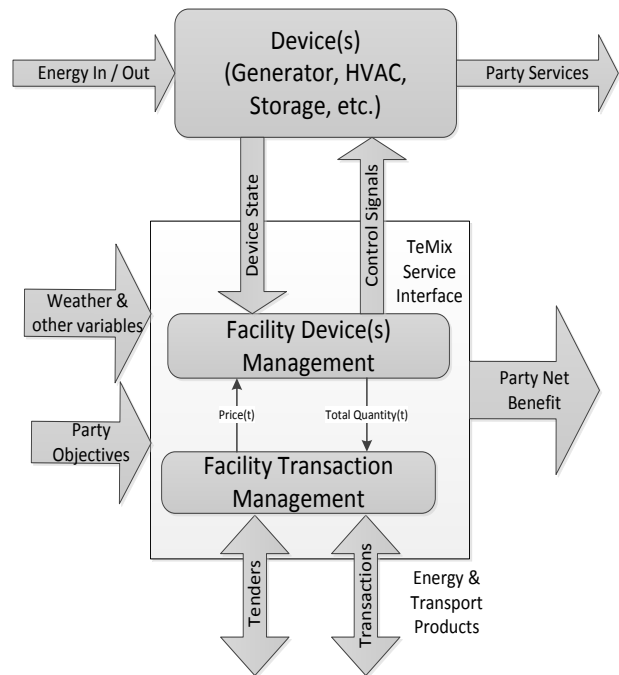 Device(s)
(Generator, HVAC,
Storage, etc.)
Energy In / Out
Party Services
Device State
Control Signals
TeMix
Service
Interface
Weather &
other variables
Facility Device(s)
Management
Party Net
Benefit
Price(t)
Total Quantity(t)
Party
Objectives
Facility Transaction
Management
Tenders
Transactions
Energy &
Transport
Products